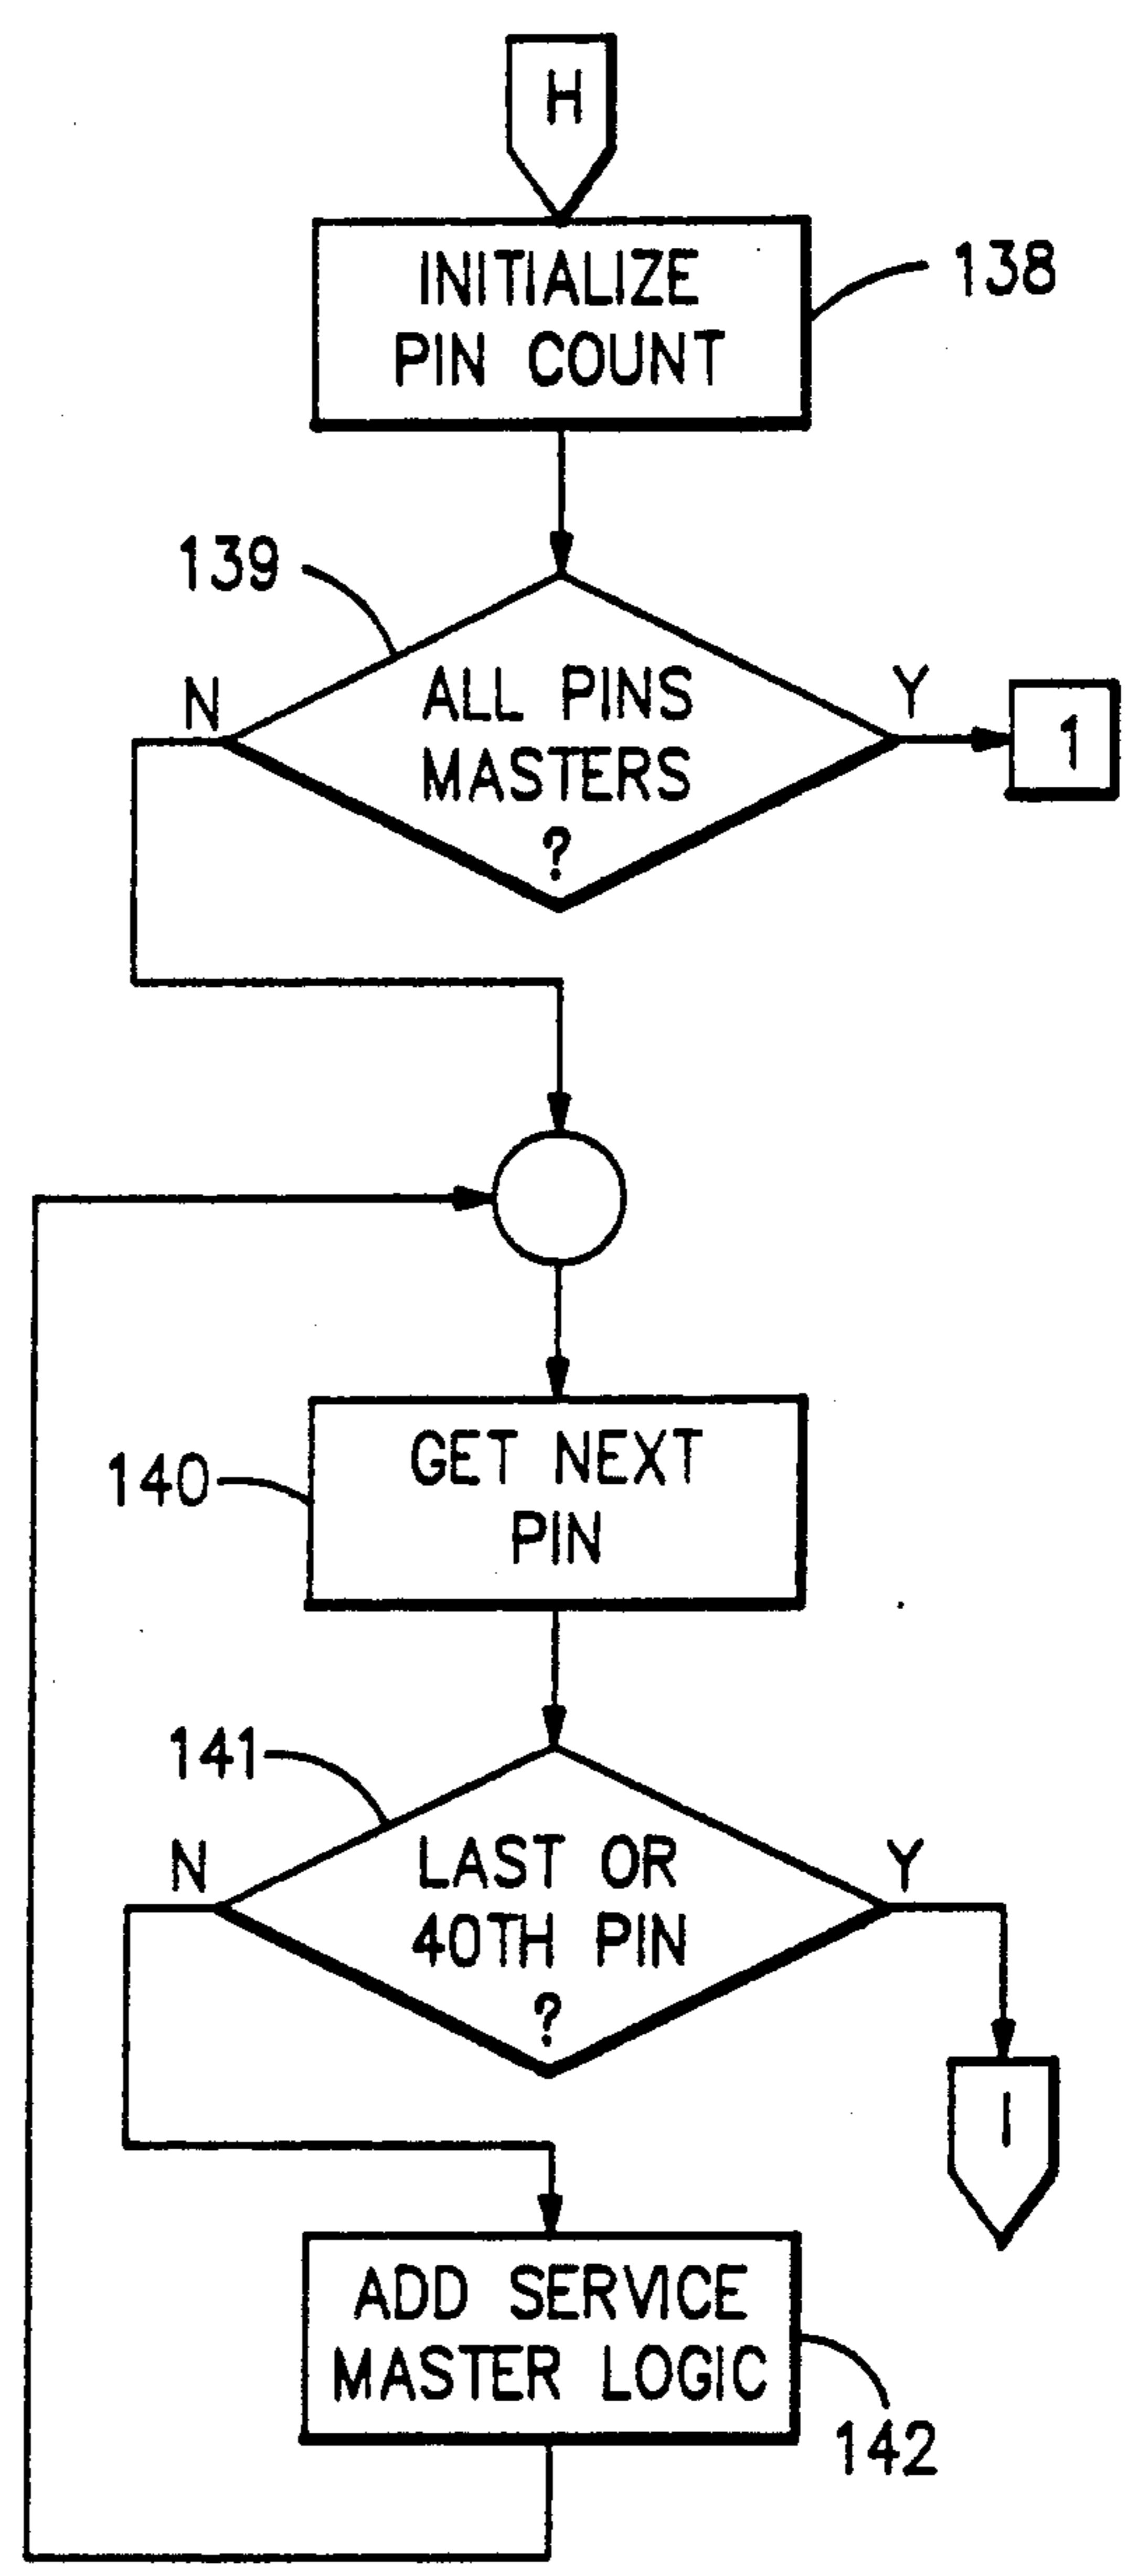 H
INITIALIZE
PIN COUNT
138
139
N
ALL PINS
MASTERS
?
Y
1
GET NEXT
PIN
140
141
N
LAST OR
40TH PIN
?
Y
I
ADD SERVICE
MASTER LOGIC
142